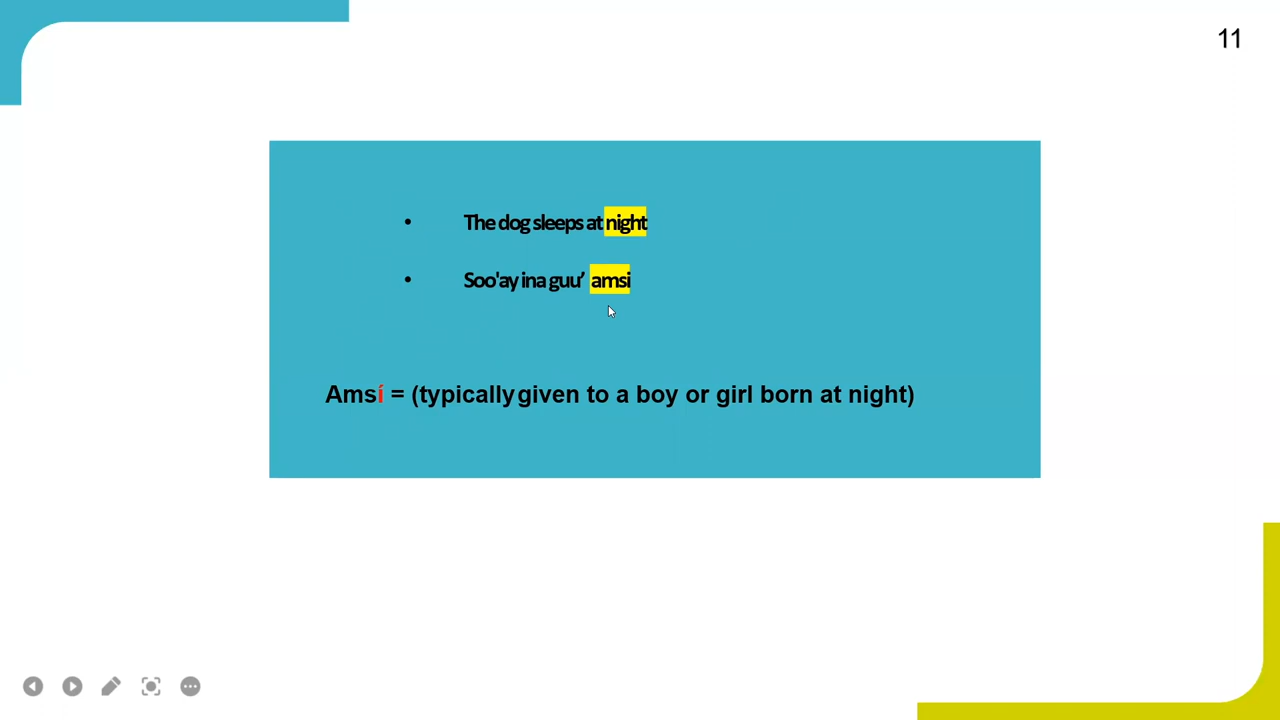 11
• The dog sleeps at night
• Soo'ay ina guu’ amsi
Amsí = (typically given to a boy or girl born at night)